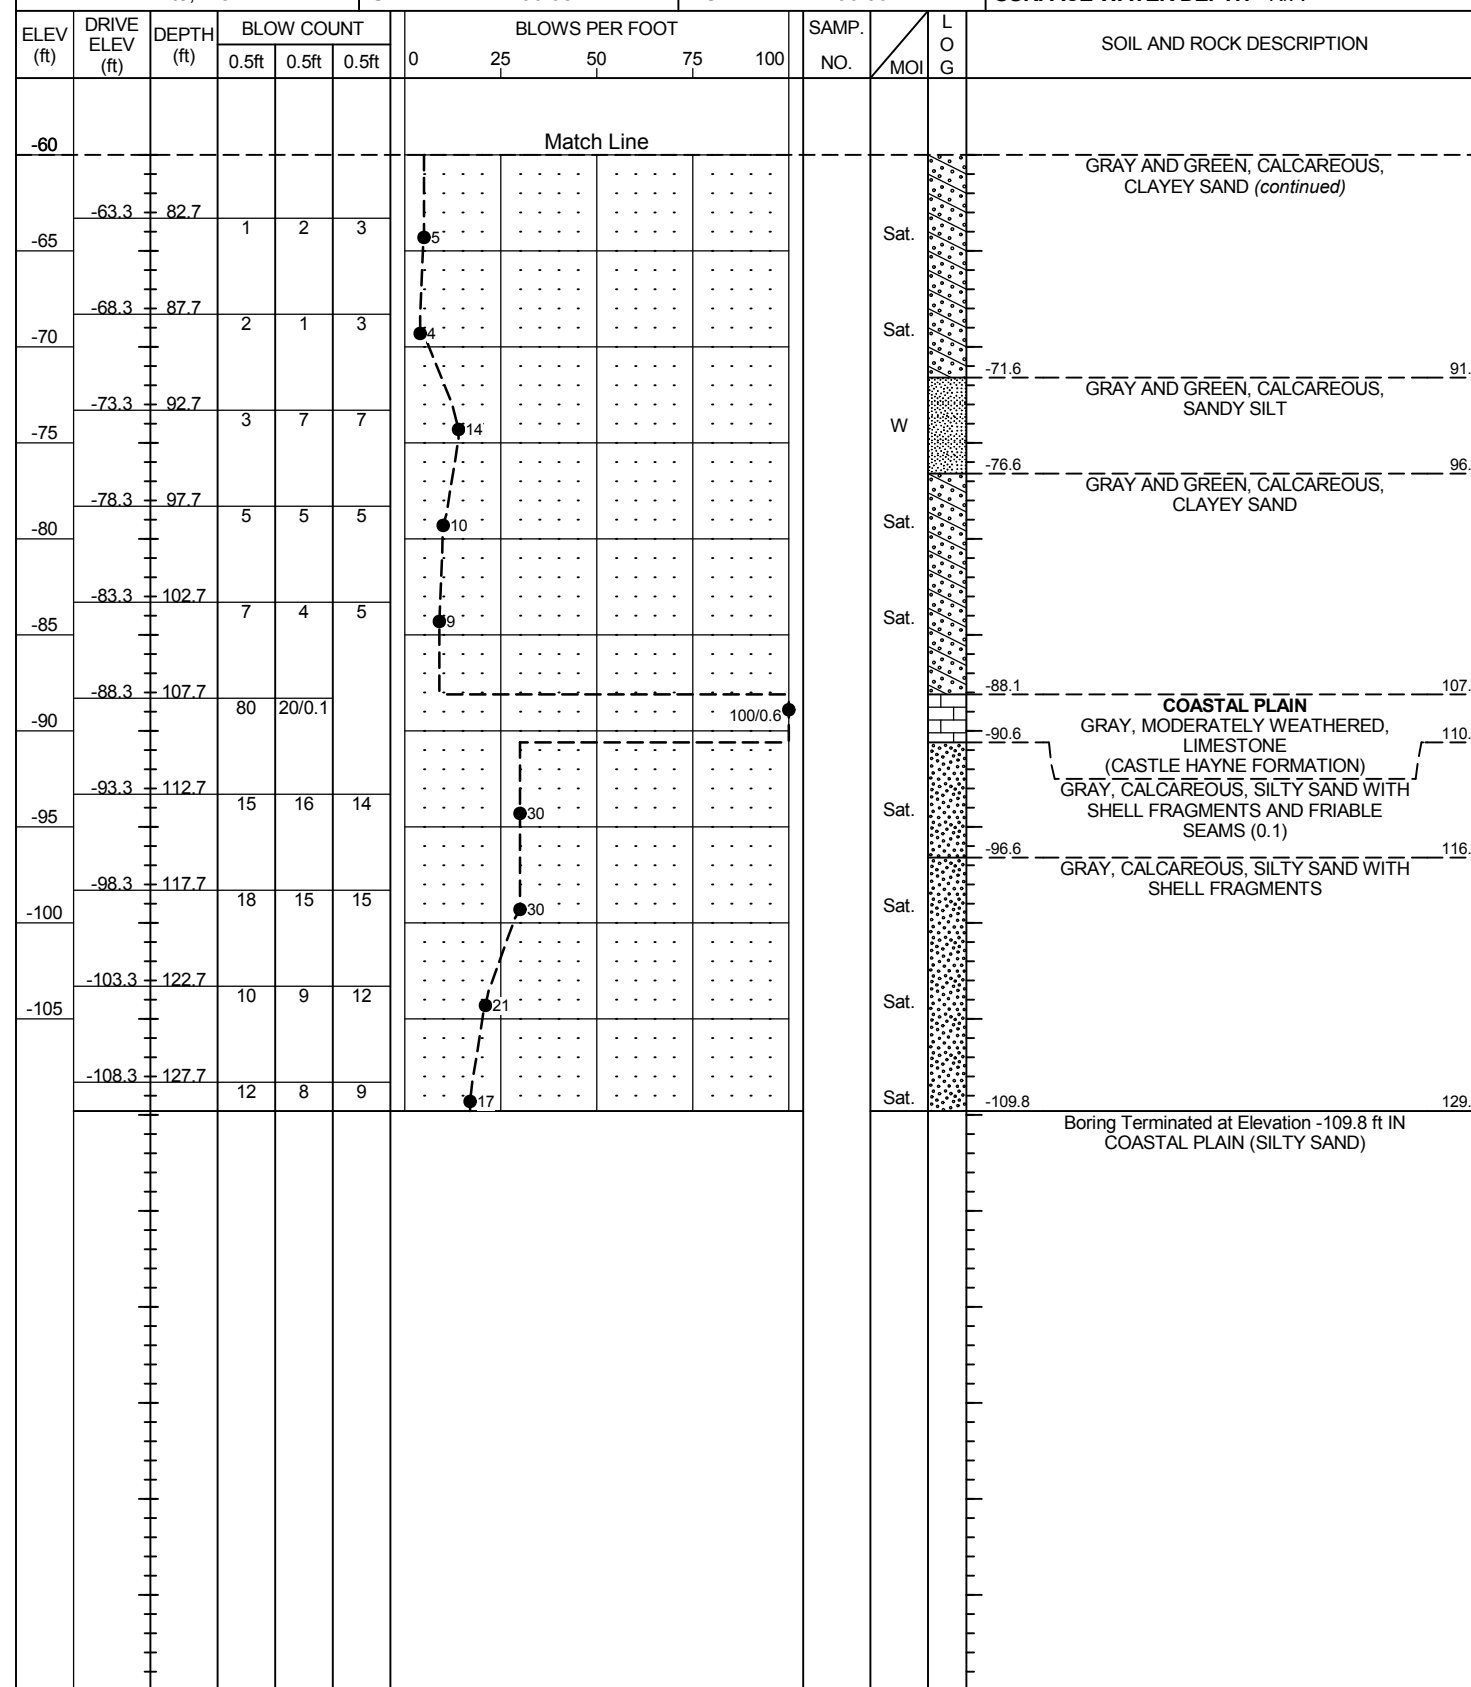 ELEV (ft) DRIVE ELEV (ft) DEPTH (ft) BLOW COUNT BLOWS PER FOOT SAMP. NO. MOI L O G SOIL AND ROCK DESCRIPTION
0.5ft 0.5ft 0.5ft 0 25 50 75 100
Match Line
-60
GRAY AND GREEN, CALCAREOUS,
CLAYEY SAND (continued)
-63.3 82.7
1 2 3 5 Sat.
-65
-68.3 87.7
2 1 3 4 Sat.
-70
-71.6 91.
GRAY AND GREEN, CALCAREOUS,
SANDY SILT
-73.3 92.7
3 7 7 14 W
-75
-76.6 96.
GRAY AND GREEN, CALCAREOUS,
CLAYEY SAND
-78.3 97.7
5 5 5 10 Sat.
-80
-83.3 102.7
7 4 5 9 Sat.
-85
-88.1 107.
-88.3 107.7
80 20/0.1 100/0.6
COASTAL PLAIN
GRAY, MODERATELY WEATHERED,
LIMESTONE
(CASTLE HAYNE FORMATION)
-90
-90.6 110.
GRAY, CALCAREOUS, SILTY SAND WITH
SHELL FRAGMENTS AND FRIABLE
SEAMS (0.1)
-93.3 112.7
15 16 14 30 Sat.
-95
-96.6 116.
GRAY, CALCAREOUS, SILTY SAND WITH
SHELL FRAGMENTS
-98.3 117.7
18 15 15 30 Sat.
-100
-103.3 122.7
10 9 12 21 Sat.
-105
-108.3 127.7
12 8 9 17 Sat.
-109.8 129.
Boring Terminated at Elevation -109.8 ft IN
COASTAL PLAIN (SILTY SAND)